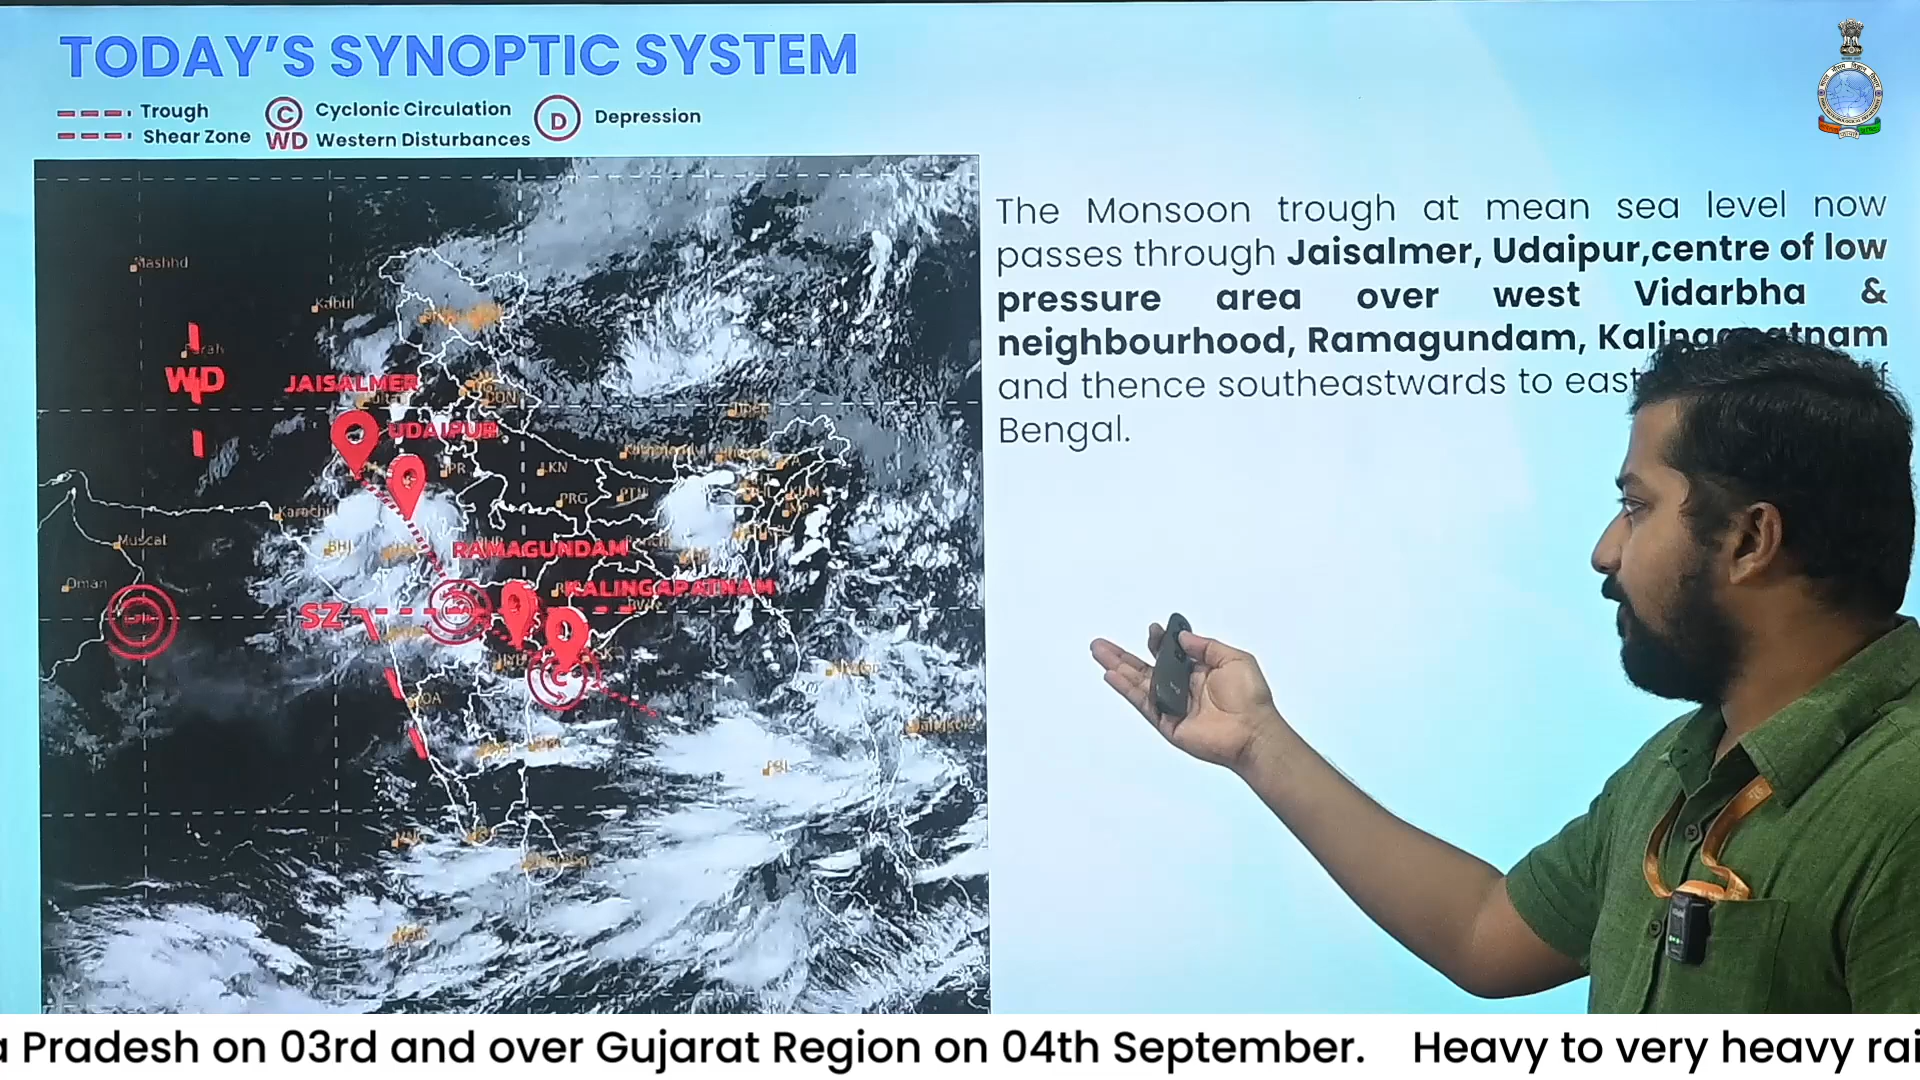 TODAY'S SYNOPTIC SYSTEM
Trough
C Cyclonic Circulation
D Depression
Shear Zone
WD Western Disturbances
The Monsoon trough at mean sea level now
passes through Jaisalmer, Udaipur,centre of low
pressure area over west Vidarbha &
neighbourhood, Ramagundam,
and thence southeastwards to
Bengal.
Mashhd
Kabul
WD
JAISALMER
UDAIPUR
LKN
PRG
Karachi
Muscat
RAMAGUNDAM
Oman
KALINGAPATNAM
SZ
a Pradesh on 03rd and over Gujarat Region on 04th September. Heavy to very heavy rai